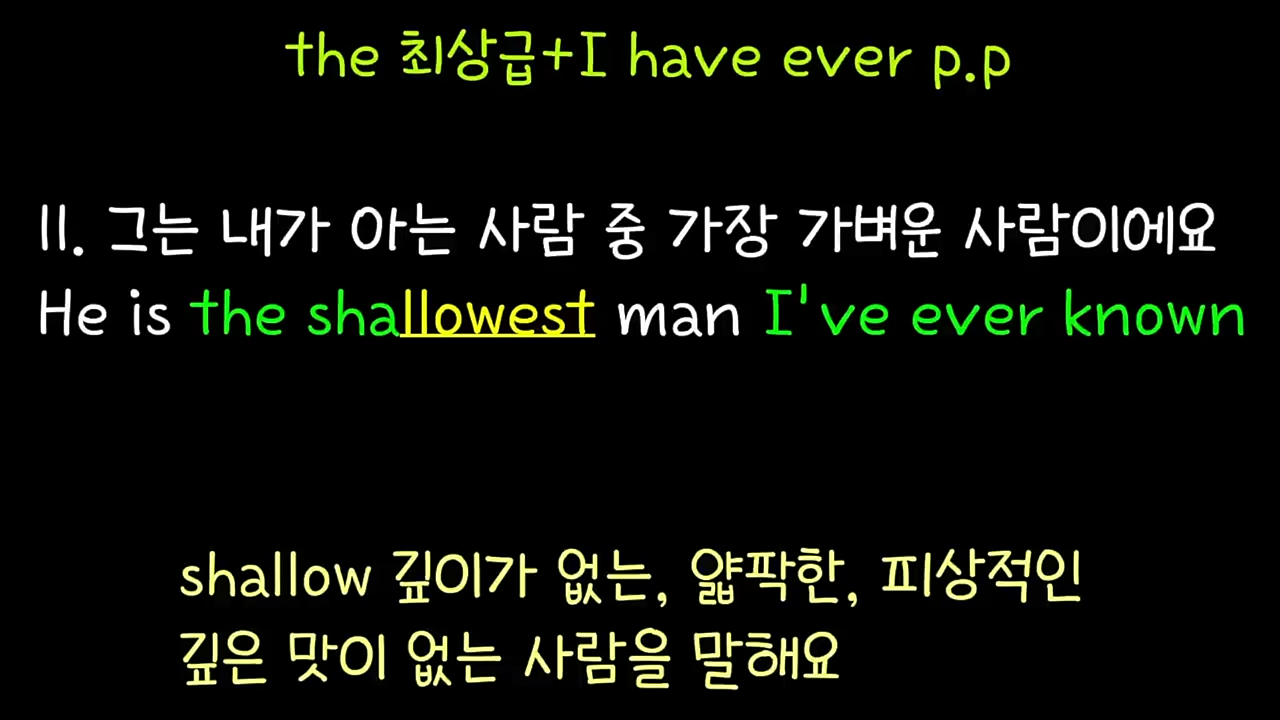 the 최상급+I have ever p.p
11. 그는 내가 아는 사람 중 가장 가벼운 사람이에요
He is the shallowest man I've ever known
shallow 깊이가 없는, 얇팍한, 피상적인
깊은 맛이 없는 사람을 말해요